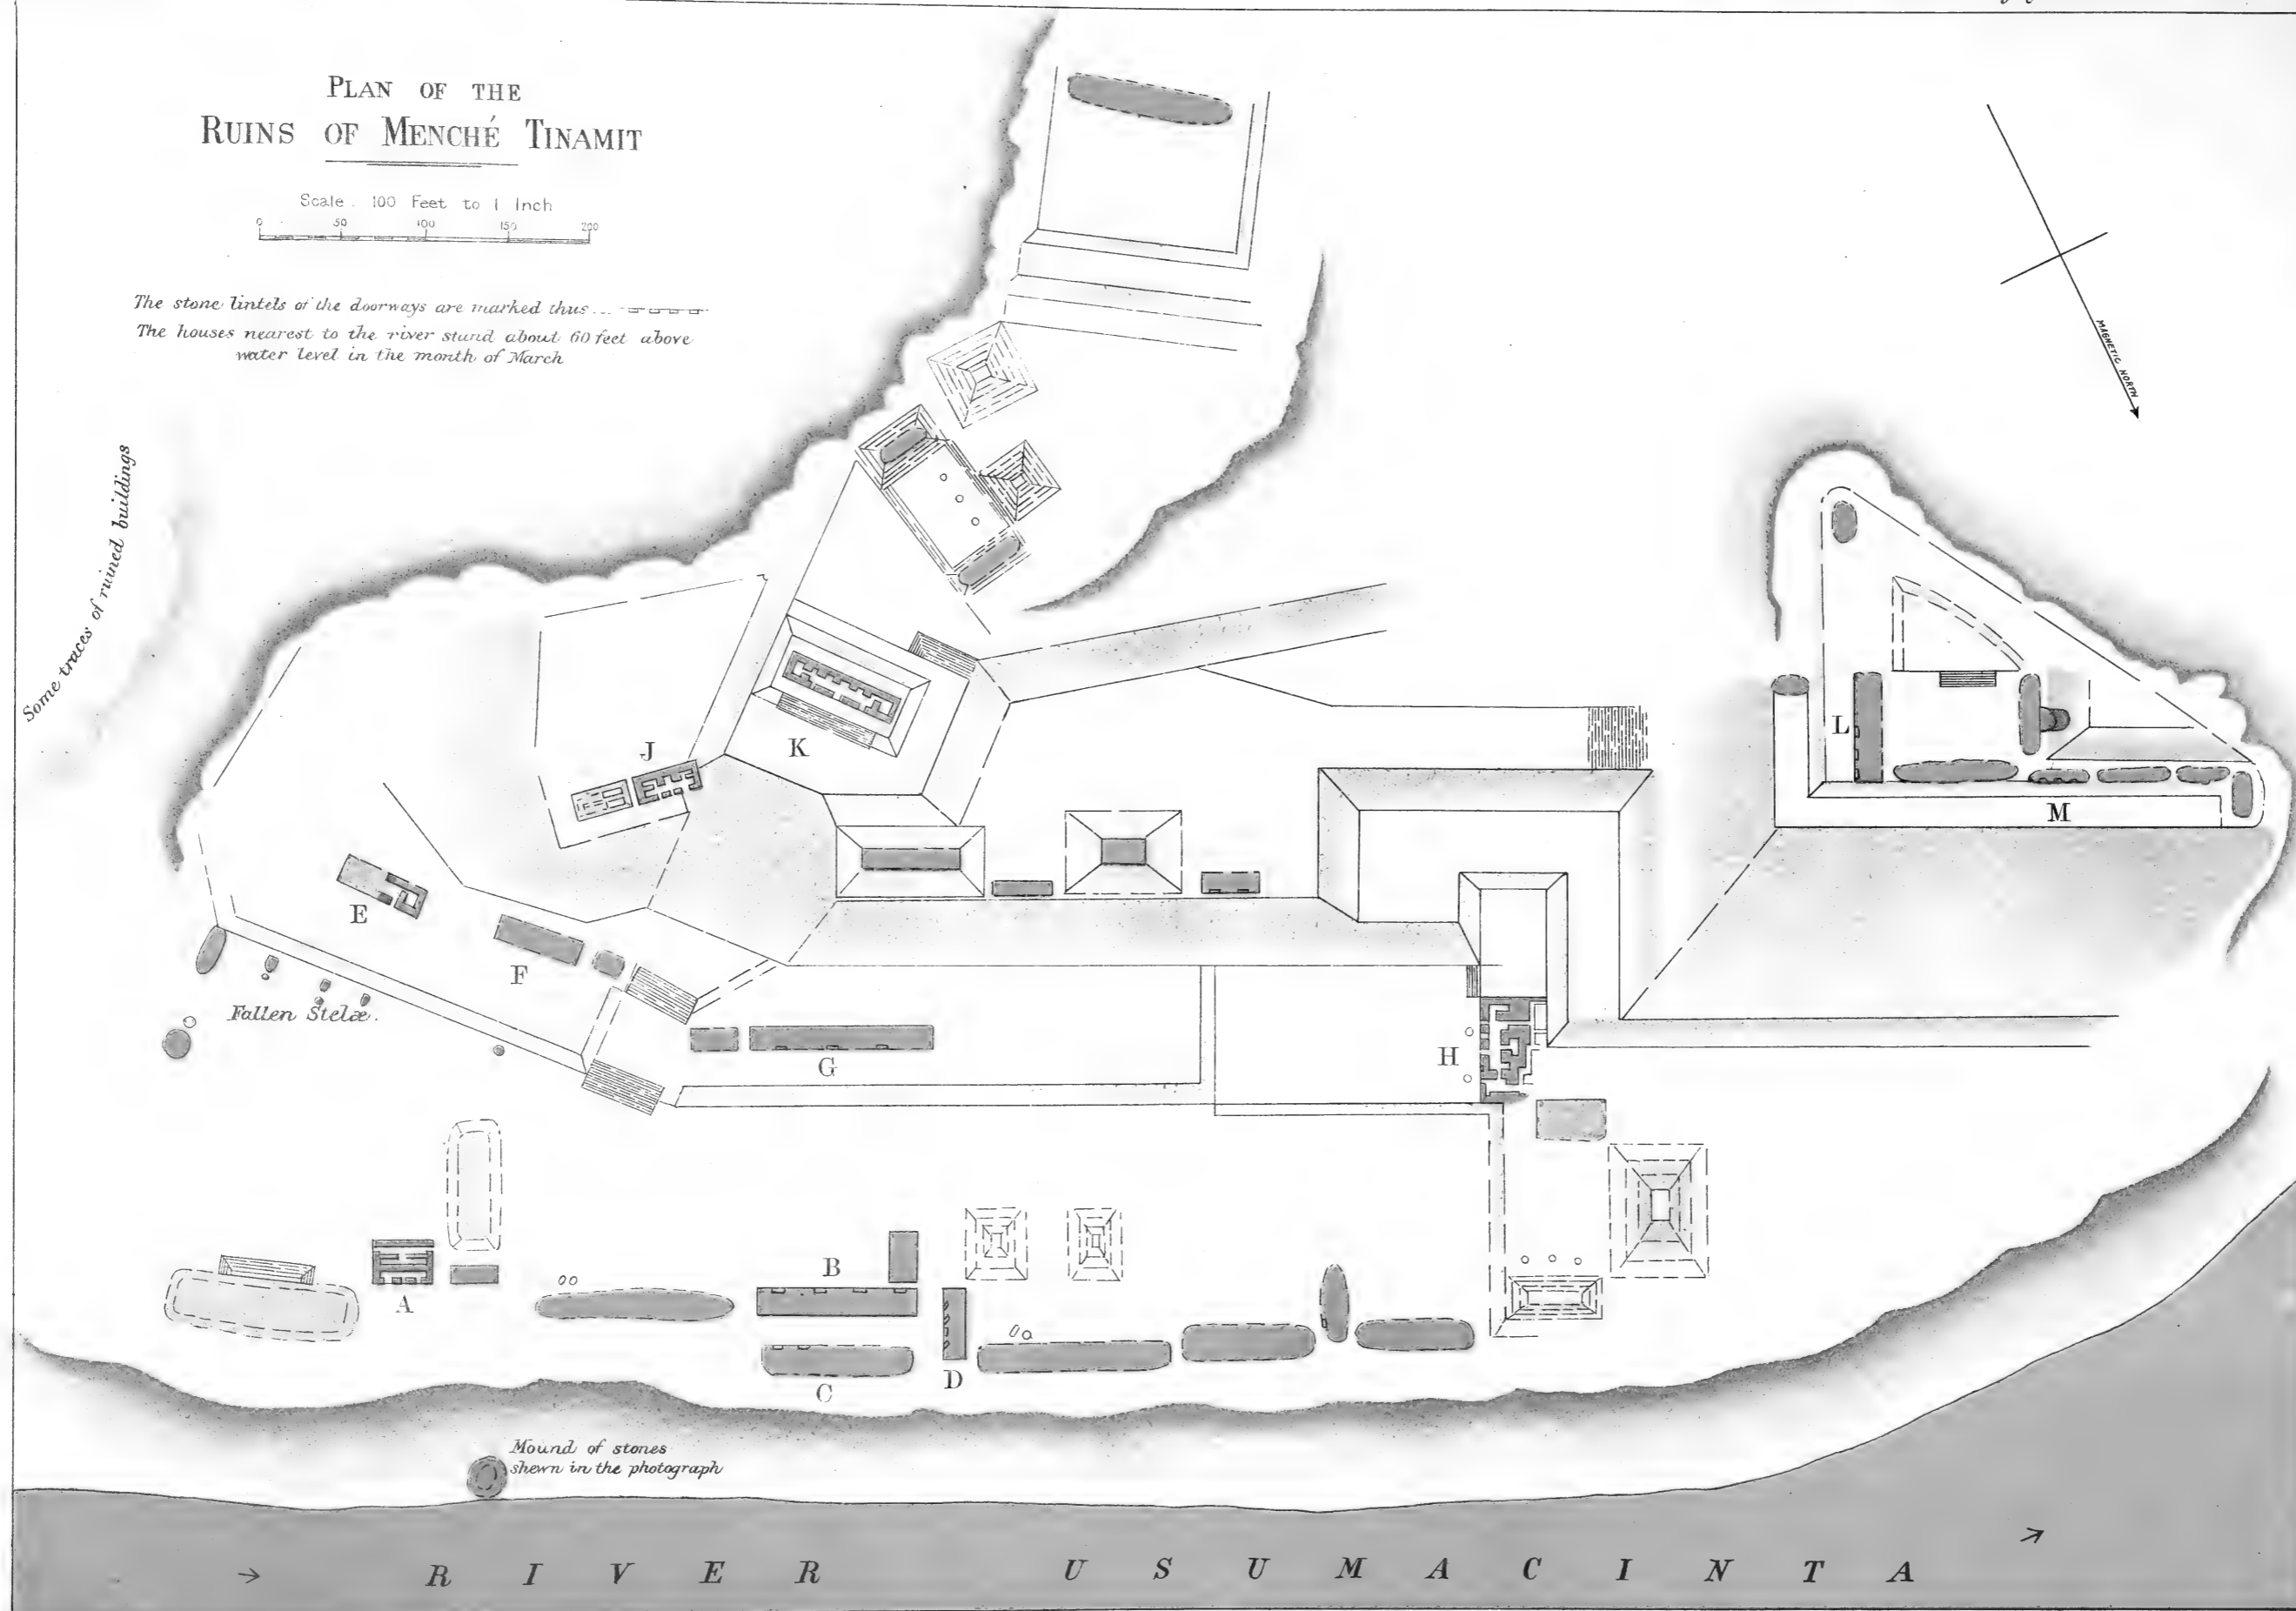 PLAN OF THE
RUINS OF MENCHÉ TINAMIT
Scale. 100 Feet to 1 Inch
0 50 100 150 200
The stone lintels of the doorways are marked thus...
The houses nearest to the river stand about 60 feet above
water level in the month of March
MAGNETIC NORTH
Some traces of ruined buildings
J
K
L
M
E
F
Fallen Stelæ.
G
H
A
B
C
D
Mound of stones
shewn in the photograph
RIVER USUMACINTA